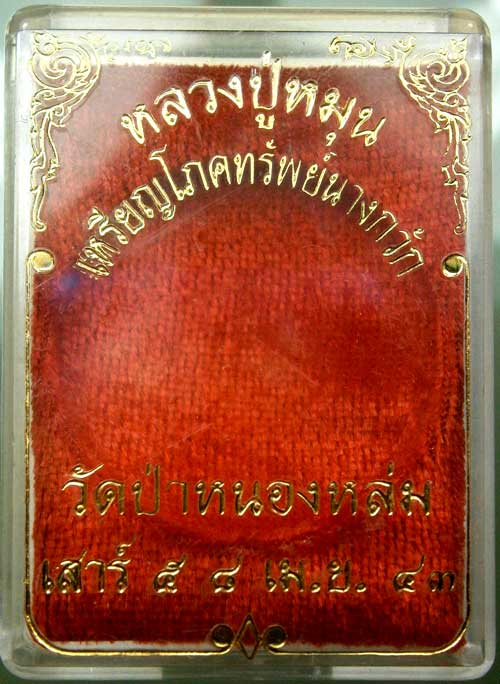 หลวงปู่หมุน
เหรียญโภคทรัพย์นางกวัก
วัดป่าหนองหล่ม
เสาร์ ๕ ๘ เม.ย. ๔๓